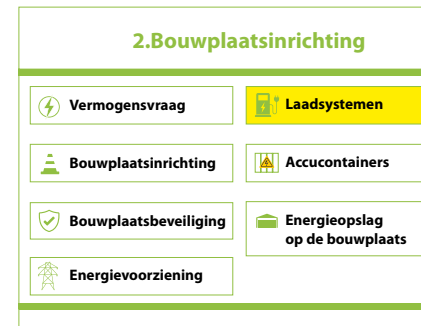 2.Bouwplaatsinrichting
Vermogensvraag
Laadsystemen
Bouwplaatsinrichting
Accucontainers
Bouwplaatsbeveiliging
Energieopslag
op de bouwplaats
Energievoorziening